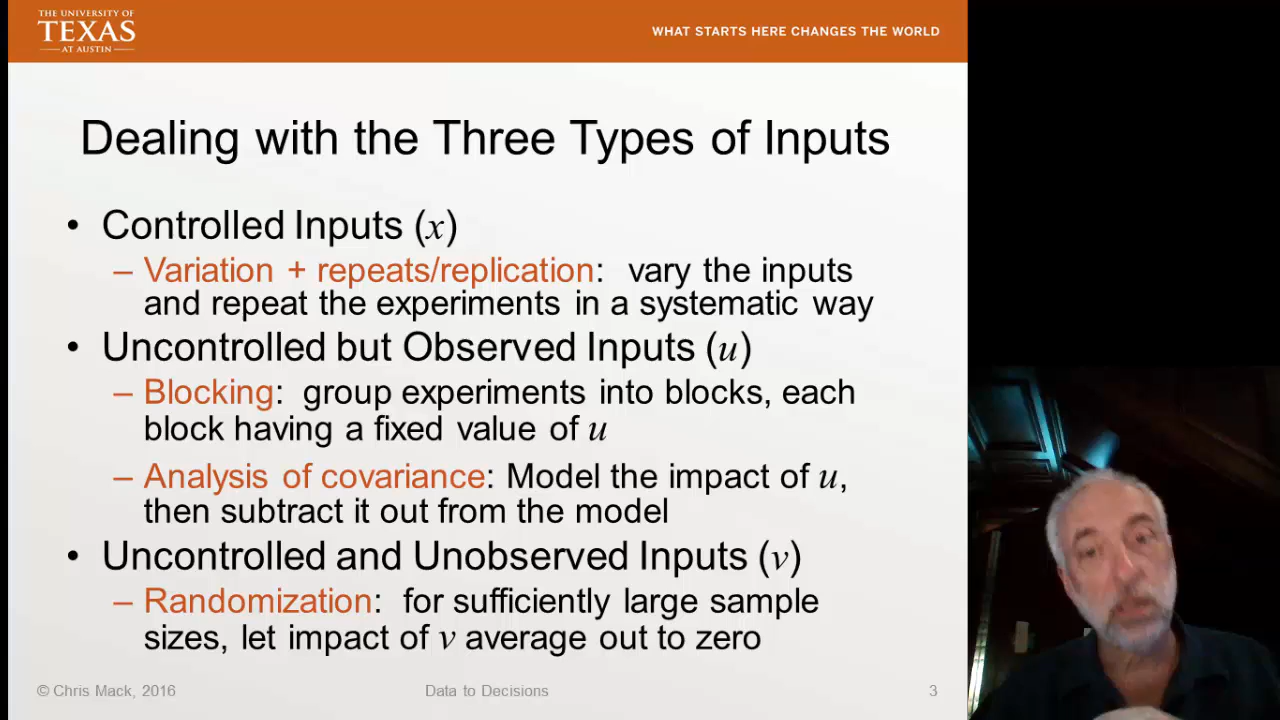 THE UNIVERSITY OF
TEXAS
AT AUSTIN
WHAT STARTS HERE CHANGES THE WORLD
Dealing with the Three Types of Inputs
• Controlled Inputs (x)
– Variation + repeats/replication: vary the inputs
and repeat the experiments in a systematic way
• Uncontrolled but Observed Inputs (u)
– Blocking: group experiments into blocks, each
block having a fixed value of u
– Analysis of covariance: Model the impact of u,
then subtract it out from the model
• Uncontrolled and Unobserved Inputs (v)
– Randomization: for sufficiently large sample
sizes, let impact of v average out to zero
© Chris Mack, 2016
Data to Decisions
3